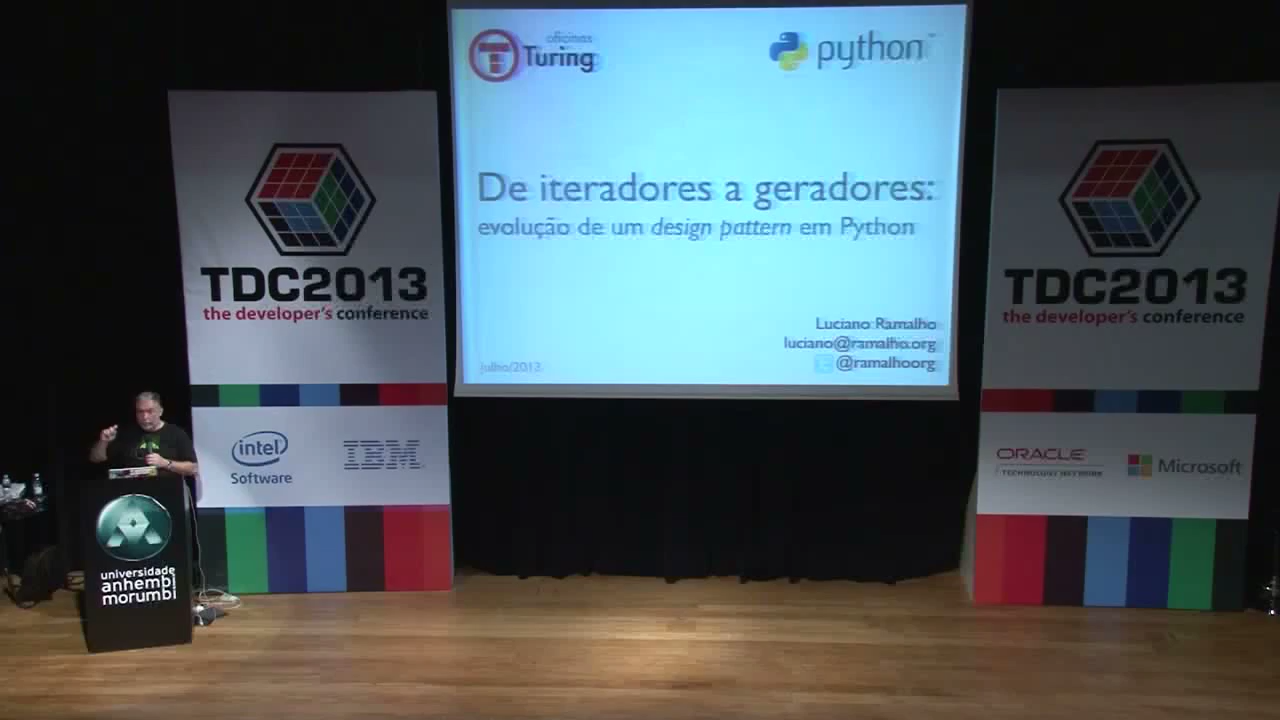 oficinas
Turing
python
De iteradores a geradores:
evolução de um design pattern em Python
Luciano Ramalho
luciano@ramalho.org
@ramalhoorg
julho/2013
TDC2013
the developer's conference
intel
Software
IBM
universidade
anhembi
morumbi
TDC2013
the developer's conference
ORACLE
TECHNOLOGY NETWORK
Microsoft